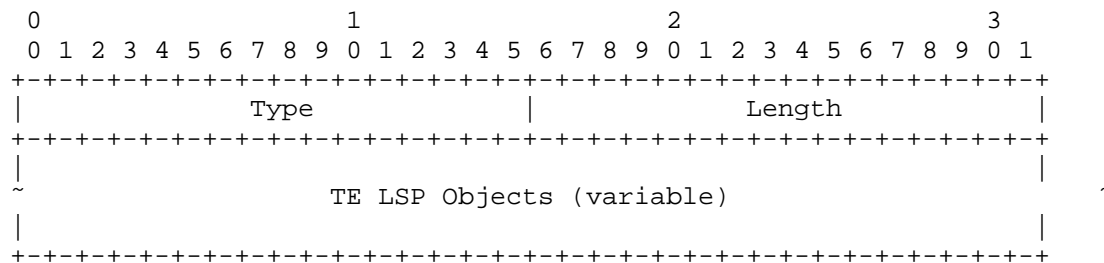 0                   1                   2                   3
 0 1 2 3 4 5 6 7 8 9 0 1 2 3 4 5 6 7 8 9 0 1 2 3 4 5 6 7 8 9 0 1
+-+-+-+-+-+-+-+-+-+-+-+-+-+-+-+-+-+-+-+-+-+-+-+-+-+-+-+-+-+-+-+-+
|              Type             |             Length            |
+-+-+-+-+-+-+-+-+-+-+-+-+-+-+-+-+-+-+-+-+-+-+-+-+-+-+-+-+-+-+-+-+
|                                                               |
~                   TE LSP Objects (variable)                       ~
|                                                               |
+-+-+-+-+-+-+-+-+-+-+-+-+-+-+-+-+-+-+-+-+-+-+-+-+-+-+-+-+-+-+-+-+